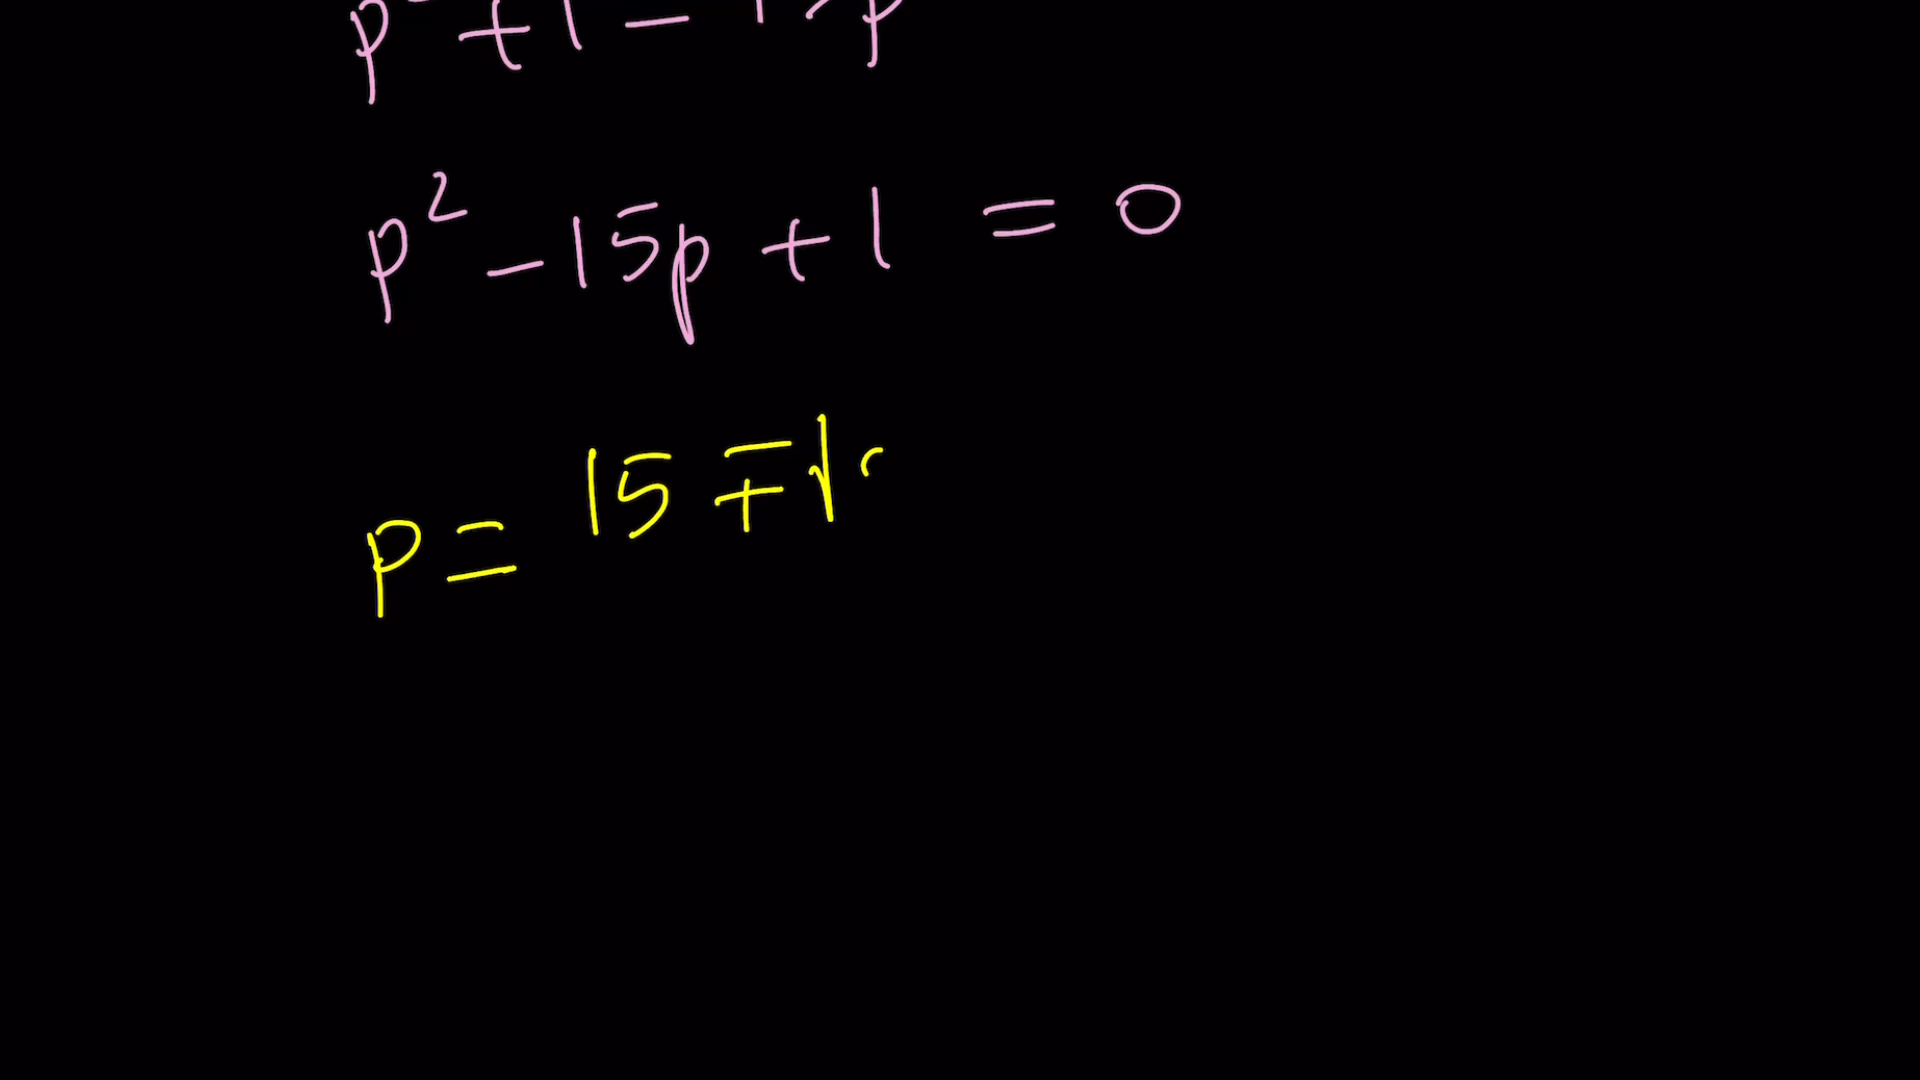 p² - 15p + 1 = 0
p = 15 ∓ √